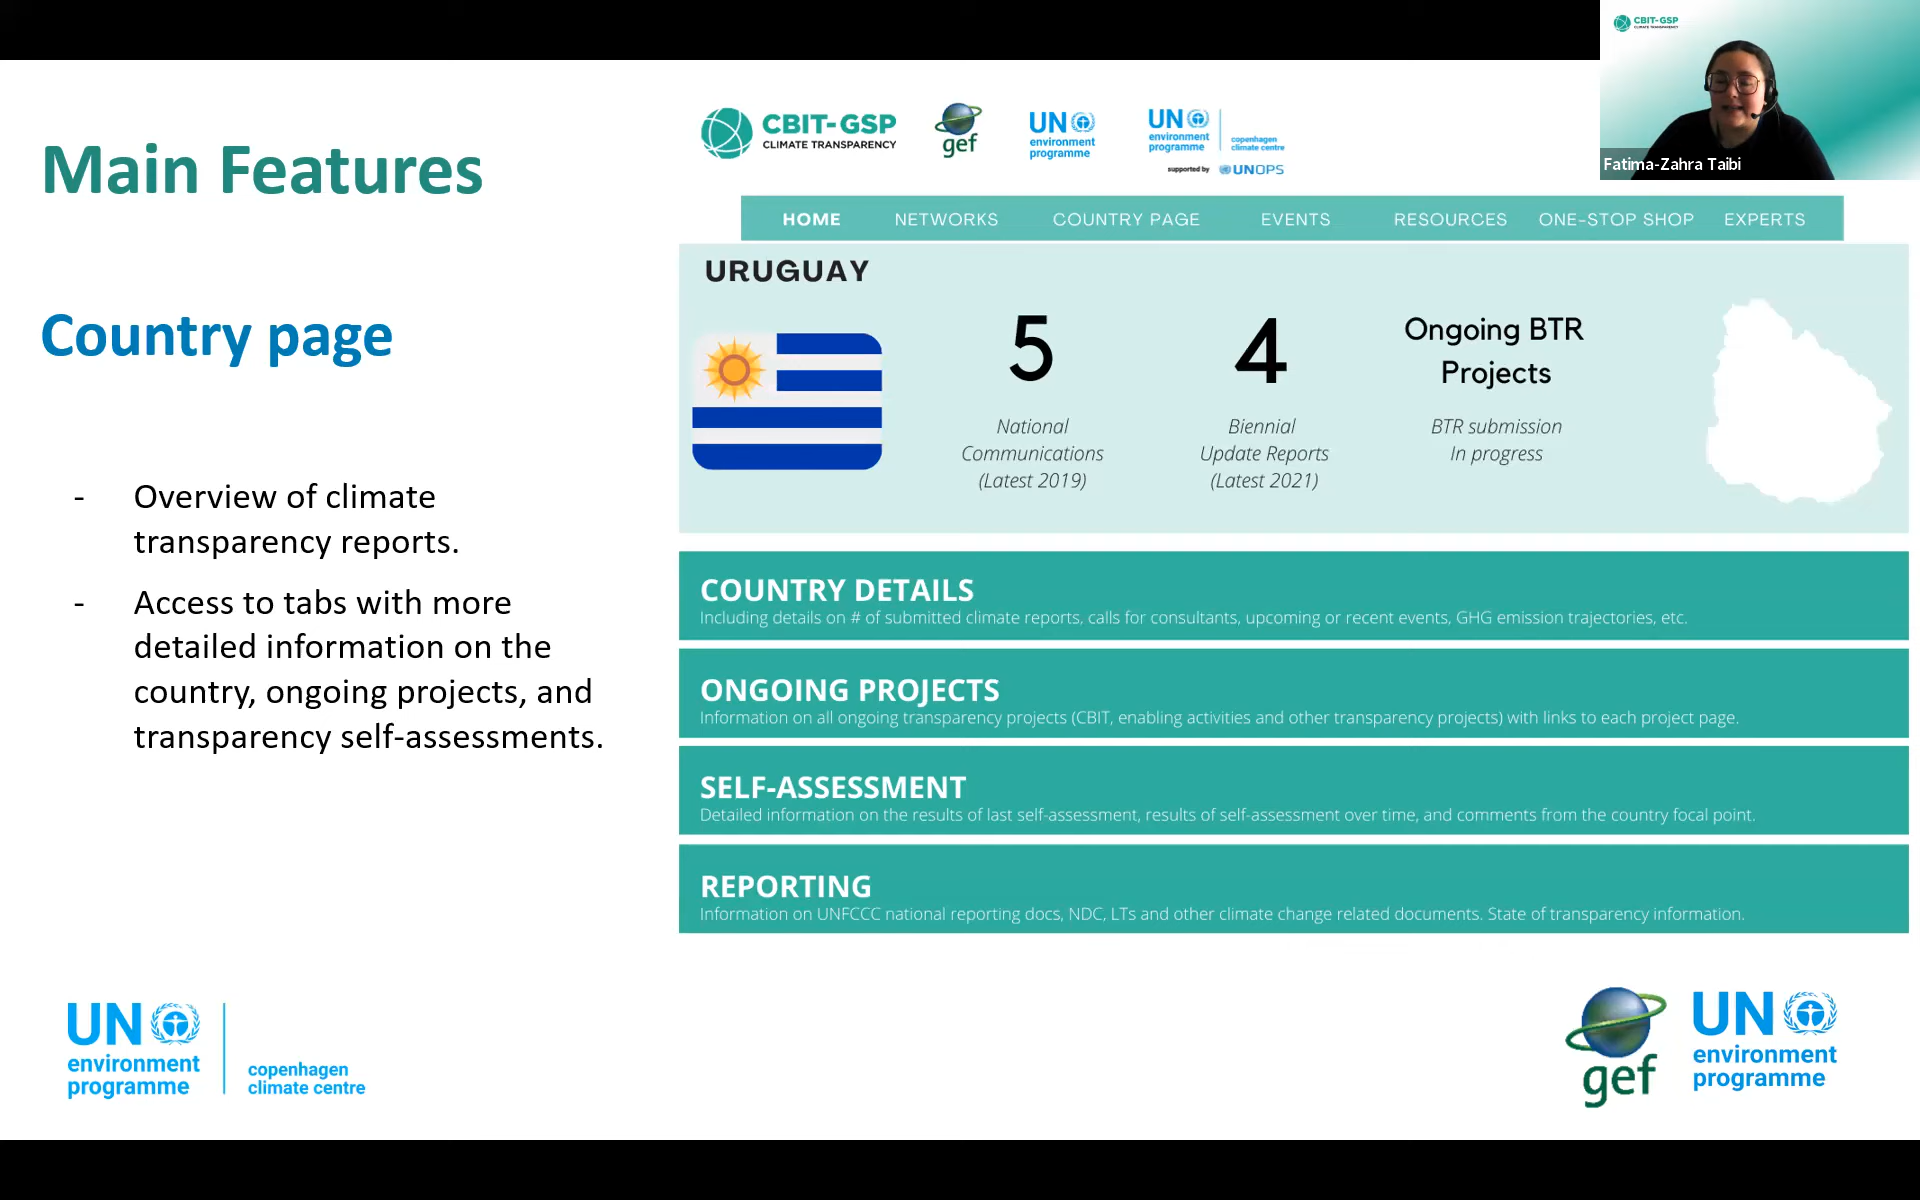 CBIT-GSP
CLIMATE TRANSPARENCY
Fatima-Zahra Taibi
Main Features
Country page
- Overview of climate
transparency reports.
- Access to tabs with more
detailed information on the
country, ongoing projects, and
transparency self-assessments.
CBIT-GSP
CLIMATE TRANSPARENCY
gef
UN
environment
programme
UN
environment
programme
copenhagen
climate centre
supported by UNOPS
HOME NETWORKS COUNTRY PAGE EVENTS RESOURCES ONE-STOP SHOP EXPERTS
URUGUAY
5
National
Communications
(Latest 2019)
4
Biennial
Update Reports
(Latest 2021)
Ongoing BTR
Projects
BTR submission
In progress
COUNTRY DETAILS
Including details on # of submitted climate reports, calls for consultants, upcoming or recent events, GHG emission trajectories, etc.
ONGOING PROJECTS
Information on all ongoing transparency projects (CBIT, enabling activities and other transparency projects) with links to each project page.
SELF-ASSESSMENT
Detailed information on the results of last self-assessment, results of self-assessment over time, and comments from the country focal point.
REPORTING
Information on UNFCCC national reporting docs, NDC, LTs and other climate change related documents. State of transparency information.
UN
environment
programme
copenhagen
climate centre
gef
UN
environment
programme